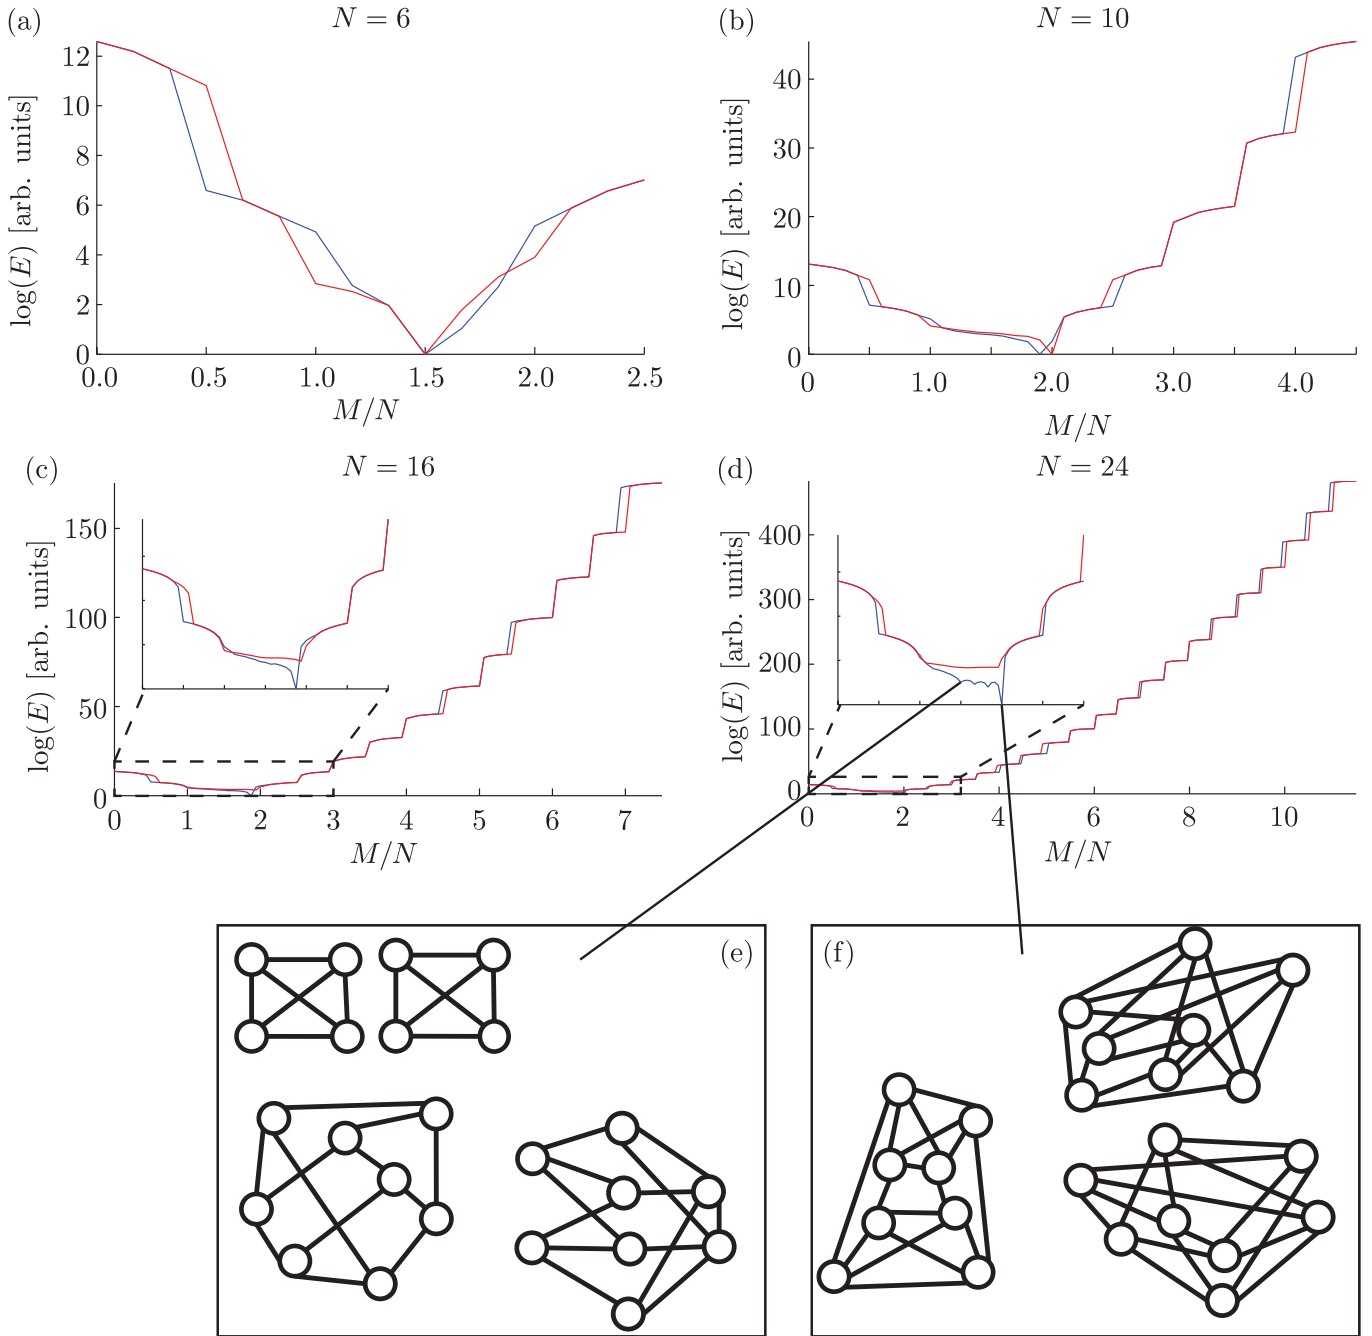 (a) N = 6
log(E) [arb. units]
12
10
8
6
4
2
0
0.0 0.5 1.0 1.5 2.0 2.5
M/N
(b) N = 10
log(E) [arb. units]
40
30
20
10
0
0 1.0 2.0 3.0 4.0
M/N
(c) N = 16
log(E) [arb. units]
150
100
50
0
0 1 2 3 4 5 6 7
M/N
(d) N = 24
log(E) [arb. units]
400
300
200
100
0
0 2 4 6 8 10
M/N
(e)
(f)